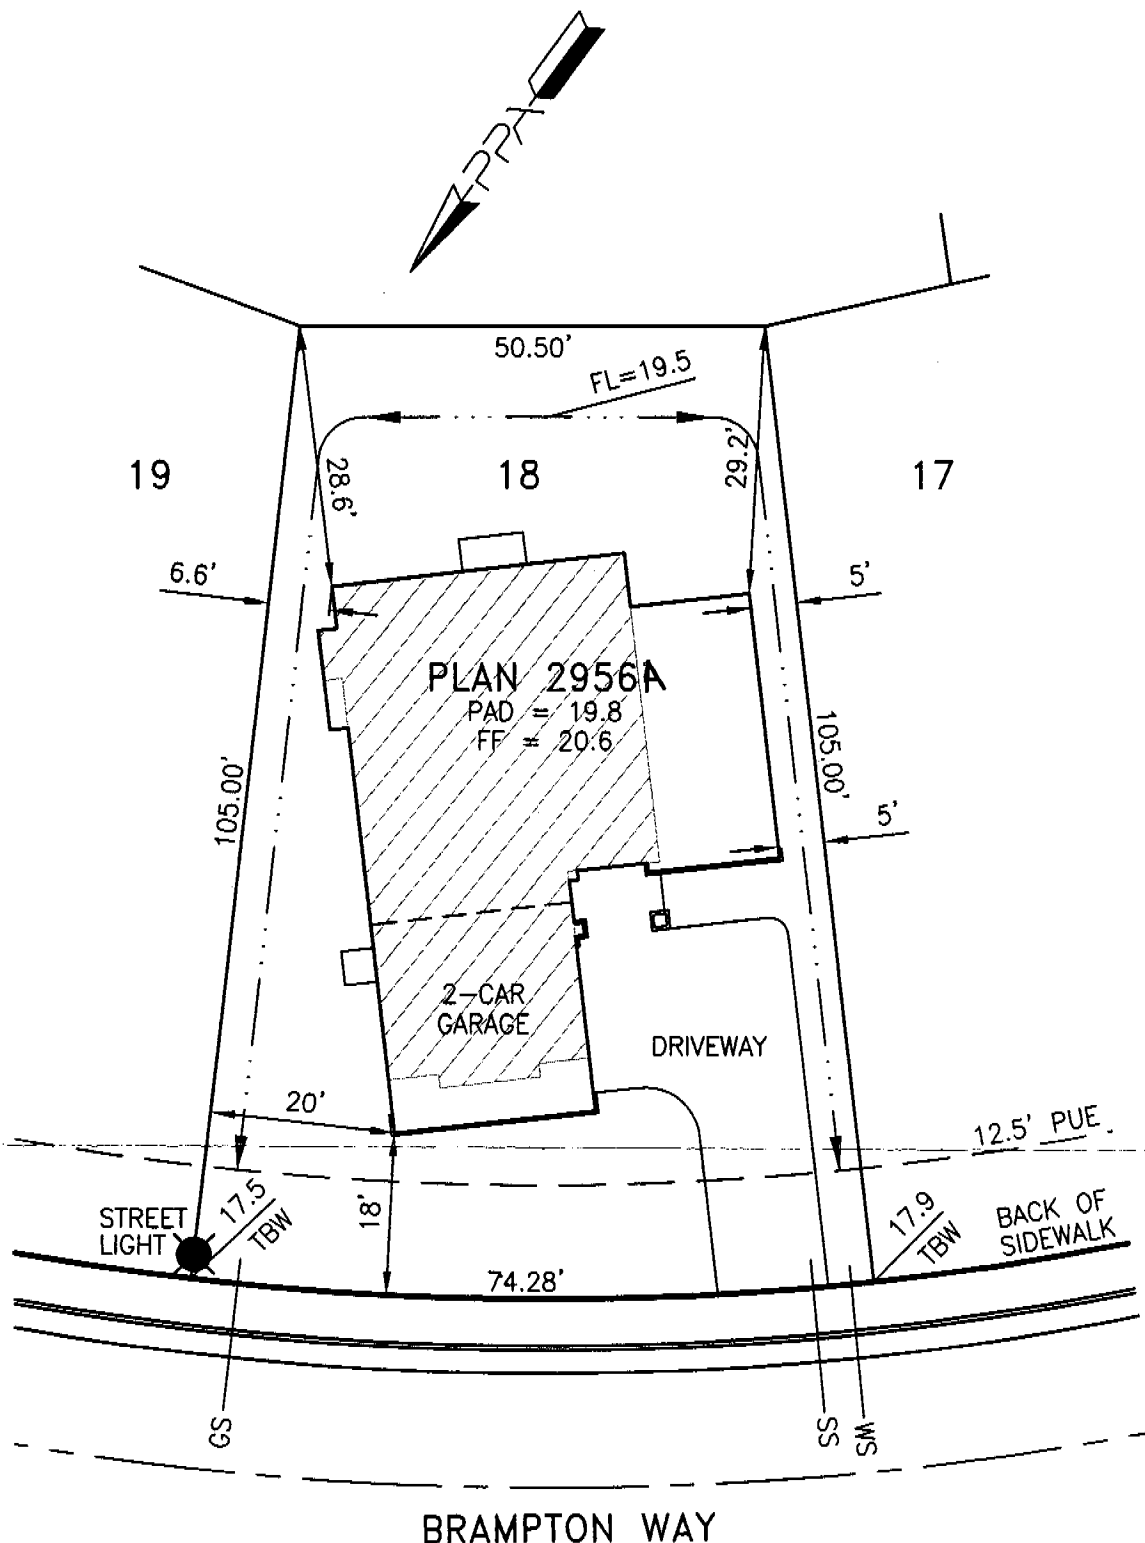 50.50'
FL=19.5
19
28.6'
18
29.2'
17
6.6'
5'
PLAN 2956A
PAD = 19.8
FF = 20.6
105.00'
105.00'
5'
2-CAR
GARAGE
DRIVEWAY
20'
12.5' PUE
STREET
LIGHT
17.5
TBW
18'
17.9
TBW
BACK OF
SIDEWALK
74.28'
GS
SS
WS
BRAMPTON WAY